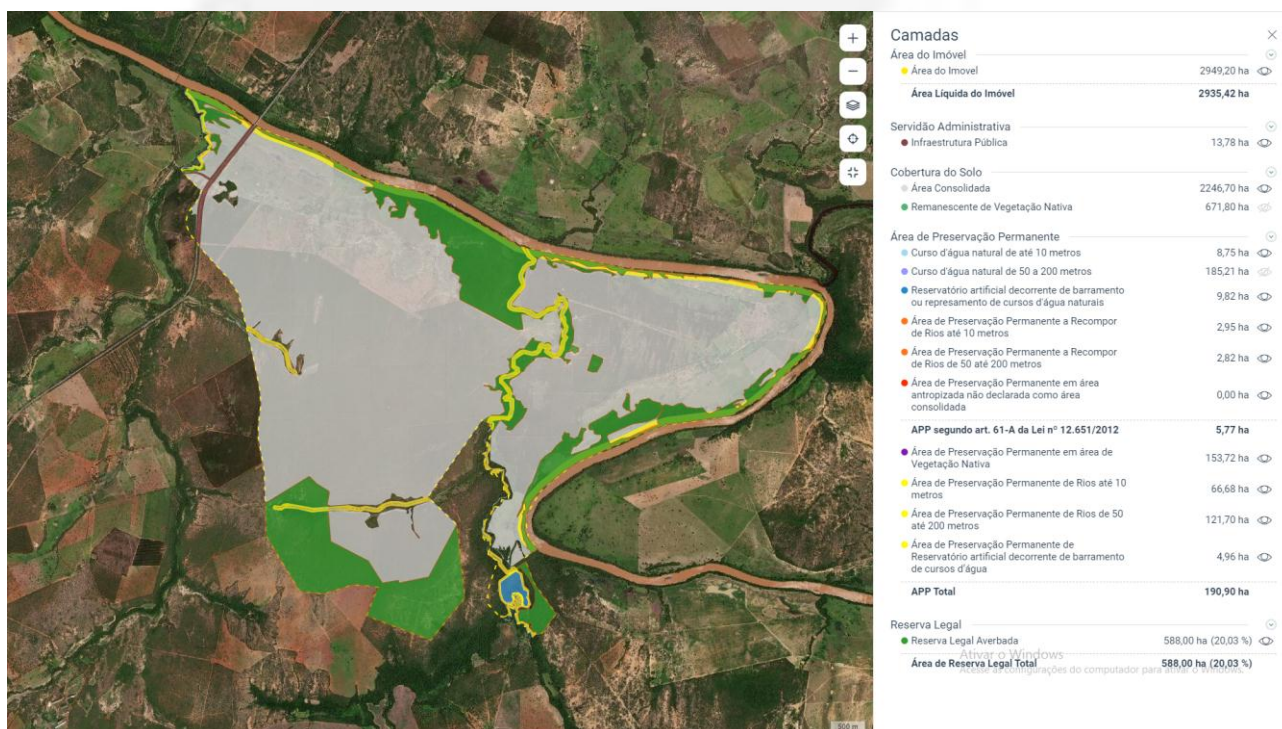 +
−
500 m
Camadas
Área do Imóvel
Área do Imovel 2949,20 ha
Área Líquida do Imóvel 2935,42 ha
Servidão Administrativa
Infraestrutura Pública 13,78 ha
Cobertura do Solo
Área Consolidada 2246,70 ha
Remanescente de Vegetação Nativa 671,80 ha
Área de Preservação Permanente
Curso d'água natural de até 10 metros 8,75 ha
Curso d'água natural de 50 a 200 metros 185,21 ha
Reservatório artificial decorrente de barramento
ou represamento de cursos d'água naturais 9,82 ha
Área de Preservação Permanente a Recompor
de Rios até 10 metros 2,95 ha
Área de Preservação Permanente a Recompor
de Rios de 50 até 200 metros 2,82 ha
Área de Preservação Permanente em área
antropizada não declarada como área 0,00 ha
consolidada
APP segundo art. 61-A da Lei nº 12.651/2012 5,77 ha
Área de Preservação Permanente em área de
Vegetação Nativa 153,72 ha
Área de Preservação Permanente de Rios até 10
metros 66,68 ha
Área de Preservação Permanente de Rios de 50
até 200 metros 121,70 ha
Área de Preservação Permanente de
Reservatório artificial decorrente de barramento 4,96 ha
de cursos d'água
APP Total 190,90 ha
Reserva Legal
Reserva Legal Averbada 588,00 ha (20,03 %)
Ativar o Windows
Área de Reserva Legal Total 588,00 ha (20,03 %)
Acesse as configurações do computador para ativar o Windows.